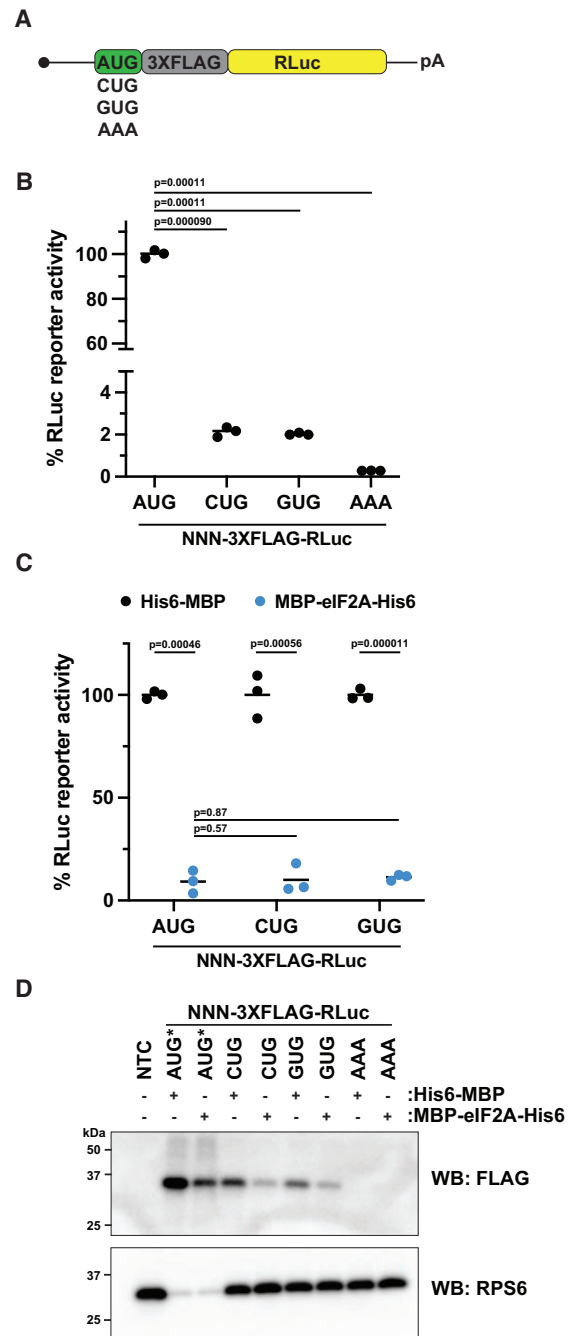 A
AUG 3XFLAG RLuc pA
CUG
GUG
AAA
B
p=0.00011
p=0.00011
p=0.000090
% RLuc reporter activity
100
80
60
4
2
0
AUG CUG GUG AAA
NNN-3XFLAG-RLuc
C
His6-MBP MBP-eIF2A-His6
p=0.00046 p=0.00056 p=0.000011
% RLuc reporter activity
100
50
0
p=0.87
p=0.57
AUG CUG GUG
NNN-3XFLAG-RLuc
D
NNN-3XFLAG-RLuc
NTC AUG* AUG* CUG CUG GUG GUG AAA AAA
- + - + - + - + - :His6-MBP
- - + - + - + - + :MBP-eIF2A-His6
kDa
50
37
25
WB: FLAG
37
25
WB: RPS6